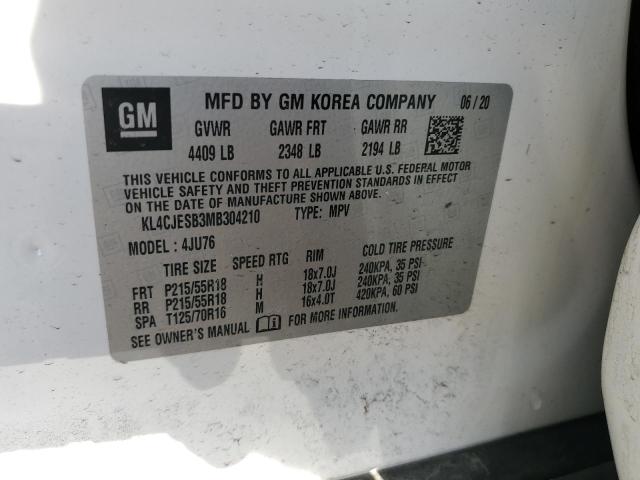 GM MFD BY GM KOREA COMPANY 06/20
GVWR GAWR FRT GAWR RR
4409 LB 2348 LB 2194 LB
THIS VEHICLE CONFORMS TO ALL APPLICABLE U.S. FEDERAL MOTOR
VEHICLE SAFETY AND THEFT PREVENTION STANDARDS IN EFFECT
ON THE DATE OF MANUFACTURE SHOWN ABOVE.
KL4CJESB3MB304210 TYPE: MPV
MODEL: 4JU76
TIRE SIZE SPEED RTG RIM COLD TIRE PRESSURE
FRT P215/55R18 H 18x7.0J 240KPA, 35 PSI
RR P215/55R18 H 18x7.0J 240KPA, 35 PSI
SPA T125/70R16 M 16x4.0T 420KPA, 60 PSI
SEE OWNER'S MANUAL FOR MORE INFORMATION.